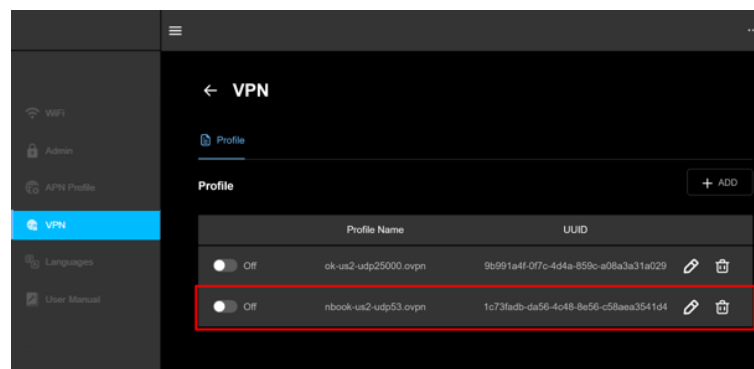 ← VPN
WiFi
Admin
APN Profile
VPN
Languages
User Manual
Profile
Profile
+ ADD
Profile Name UUID
Off ok-us2-udp25000.ovpn 9b991a4f-0f7c-4d4a-859c-a08a3a31a029
Off nbook-us2-udp53.ovpn 1c73fadb-da56-4c48-8e56-c58aea3541d4